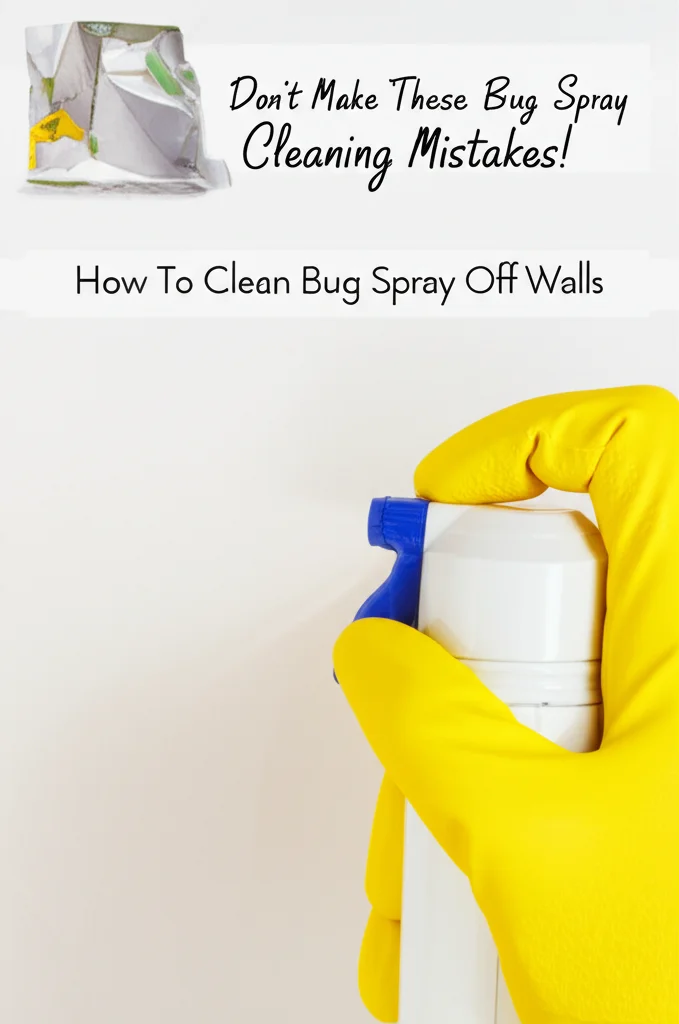 Don't Make These Bug Spray
Cleaning Mistakes!
How To Clean Bug Spray Off Walls